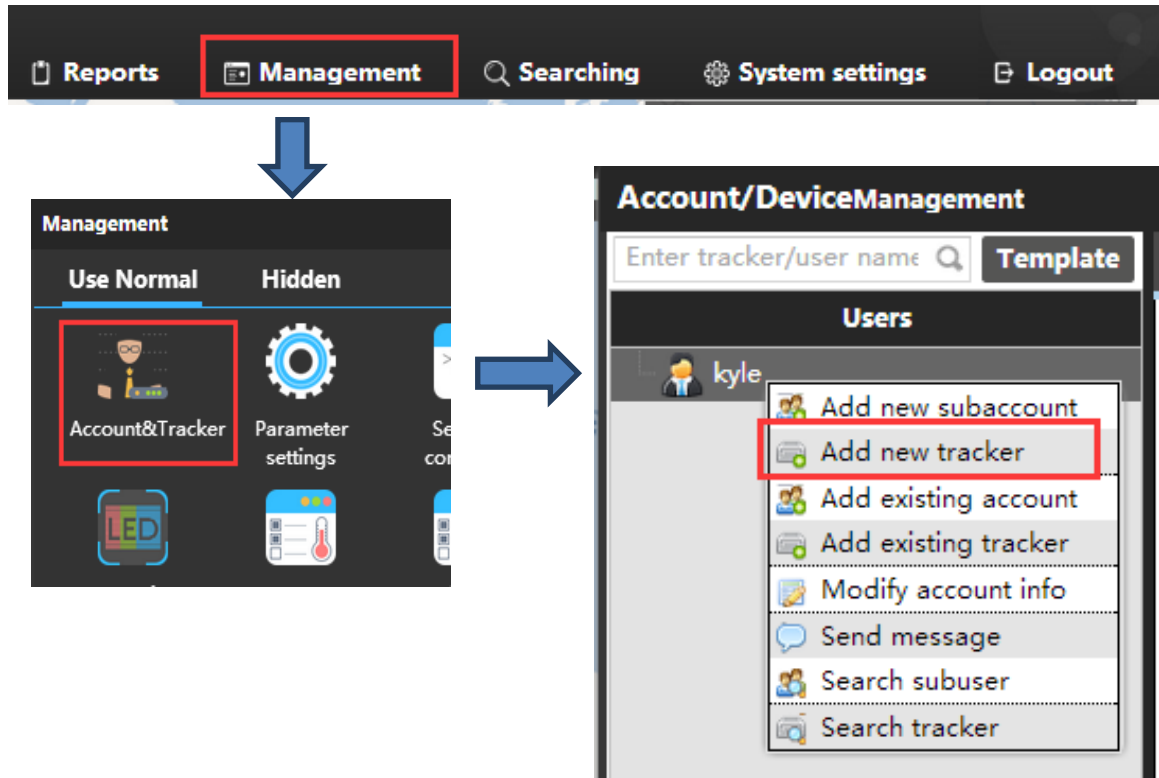 Reports Management Searching System settings Logout
Management
Use Normal Hidden
Account&Tracker Parameter
settings
LED
Account/DeviceManagement
Enter tracker/user name Template
Users
kyle
Add new subaccount
Add new tracker
Add existing account
Add existing tracker
Modify account info
Send message
Search subuser
Search tracker